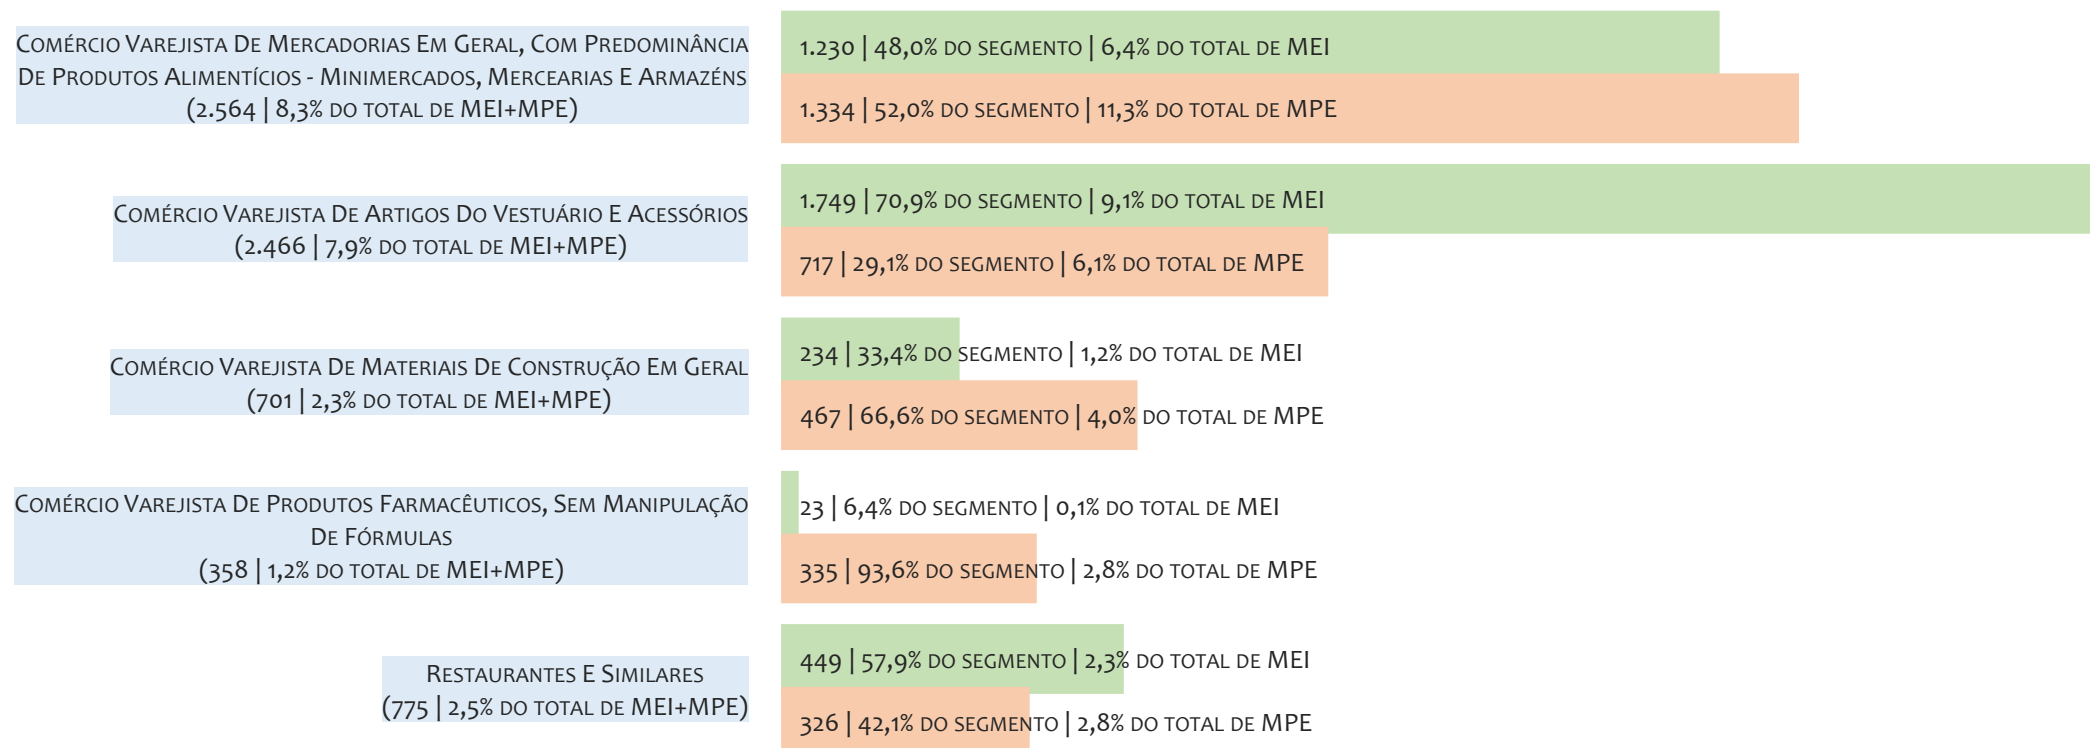 Comércio Varejista De Mercadorias Em Geral, Com Predominância
De Produtos Alimentícios - Minimercados, Mercearias E Armazéns
(2.564 | 8,3% do total de MEI+MPE)
1.230 | 48,0% do segmento | 6,4% do total de MEI
1.334 | 52,0% do segmento | 11,3% do total de MPE
Comércio Varejista De Artigos Do Vestuário E Acessórios
(2.466 | 7,9% do total de MEI+MPE)
1.749 | 70,9% do segmento | 9,1% do total de MEI
717 | 29,1% do segmento | 6,1% do total de MPE
Comércio Varejista De Materiais De Construção Em Geral
(701 | 2,3% do total de MEI+MPE)
234 | 33,4% do segmento | 1,2% do total de MEI
467 | 66,6% do segmento | 4,0% do total de MPE
Comércio Varejista De Produtos Farmacêuticos, Sem Manipulação
De Fórmulas
(358 | 1,2% do total de MEI+MPE)
23 | 6,4% do segmento | 0,1% do total de MEI
335 | 93,6% do segmento | 2,8% do total de MPE
Restaurantes E Similares
(775 | 2,5% do total de MEI+MPE)
449 | 57,9% do segmento | 2,3% do total de MEI
326 | 42,1% do segmento | 2,8% do total de MPE